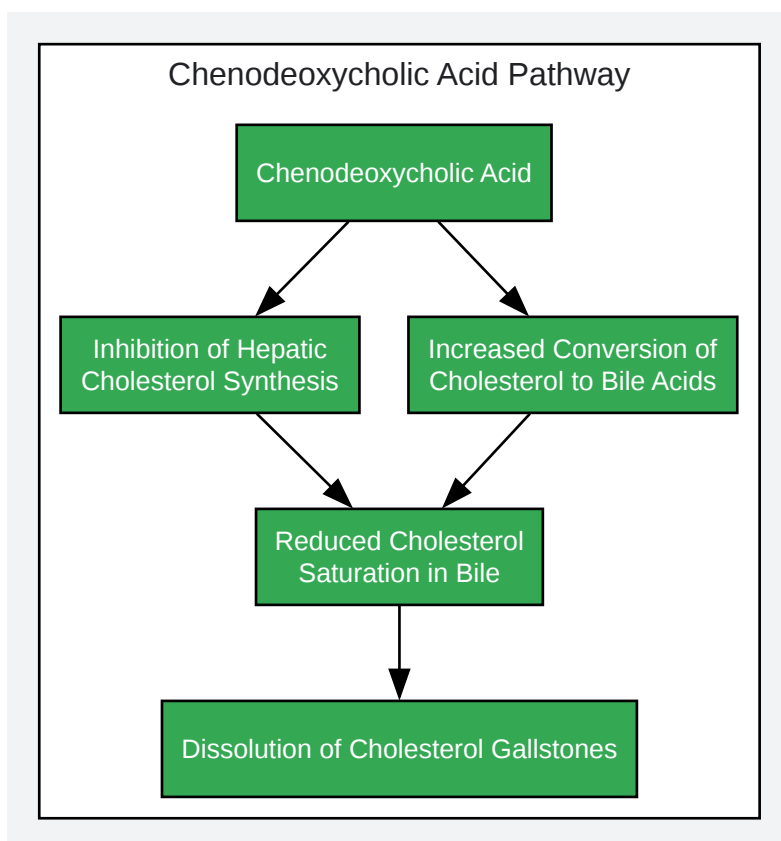 Chenodeoxycholic Acid Pathway
Chenodeoxycholic Acid
Inhibition of Hepatic
Cholesterol Synthesis
Increased Conversion of
Cholesterol to Bile Acids
Reduced Cholesterol
Saturation in Bile
Dissolution of Cholesterol Gallstones